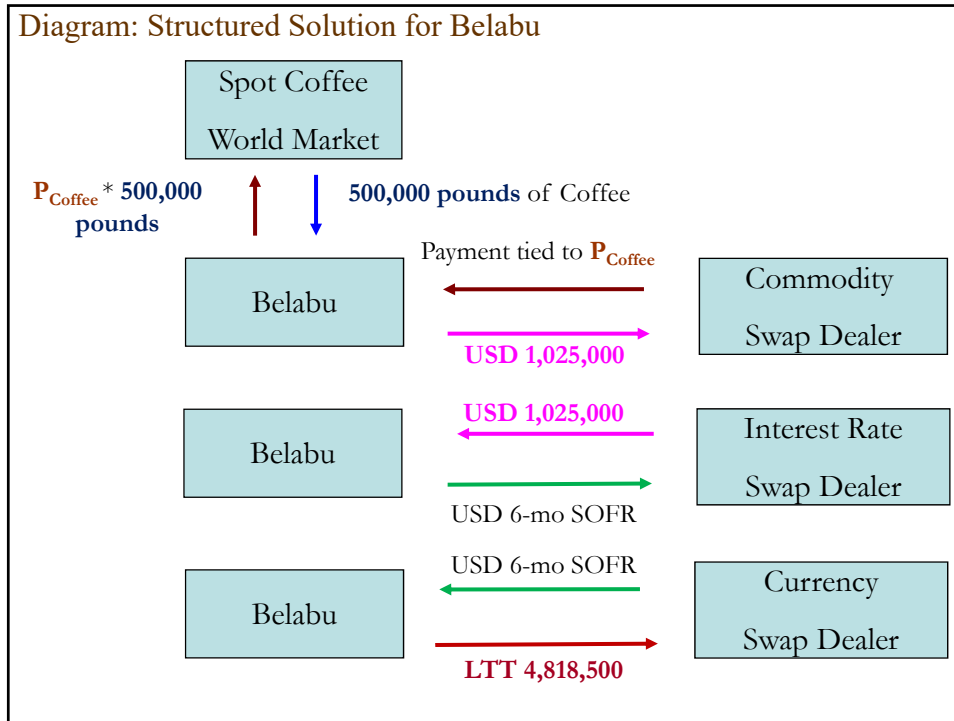 Diagram: Structured Solution for Belabu
Spot Coffee
World Market
P_Coffee * 500,000
pounds
500,000 pounds of Coffee
Payment tied to P_Coffee
Belabu
Commodity
Swap Dealer
USD 1,025,000
USD 1,025,000
Belabu
Interest Rate
Swap Dealer
USD 6-mo SOFR
USD 6-mo SOFR
Belabu
Currency
Swap Dealer
LTT 4,818,500